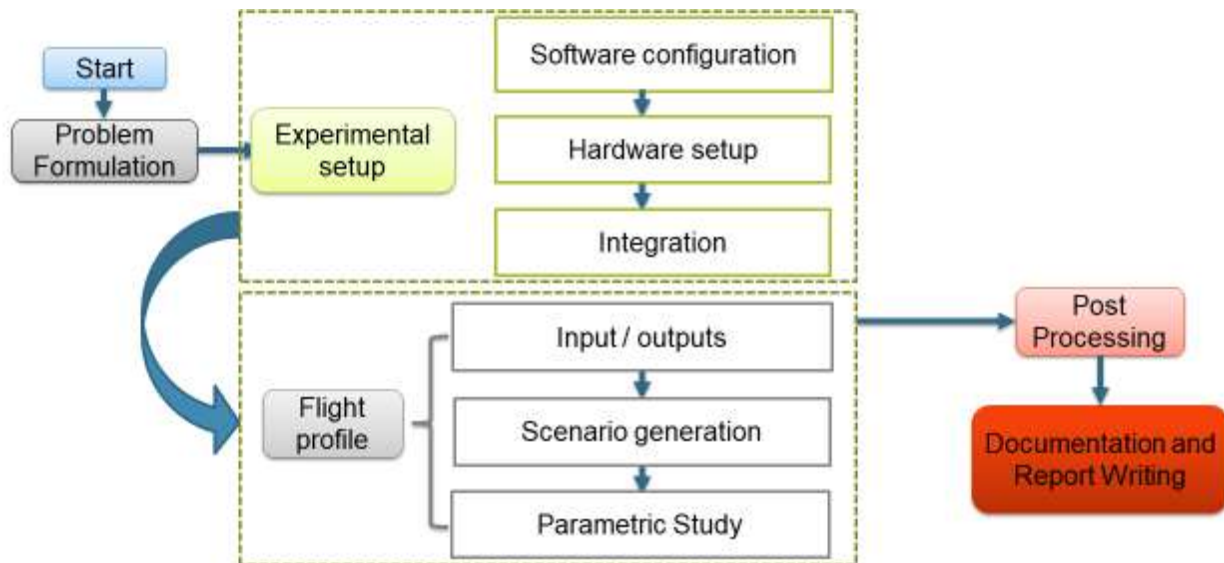 Start
Problem
Formulation
Experimental
setup
Software configuration
Hardware setup
Integration
Flight
profile
Input / outputs
Scenario generation
Parametric Study
Post
Processing
Documentation and
Report Writing